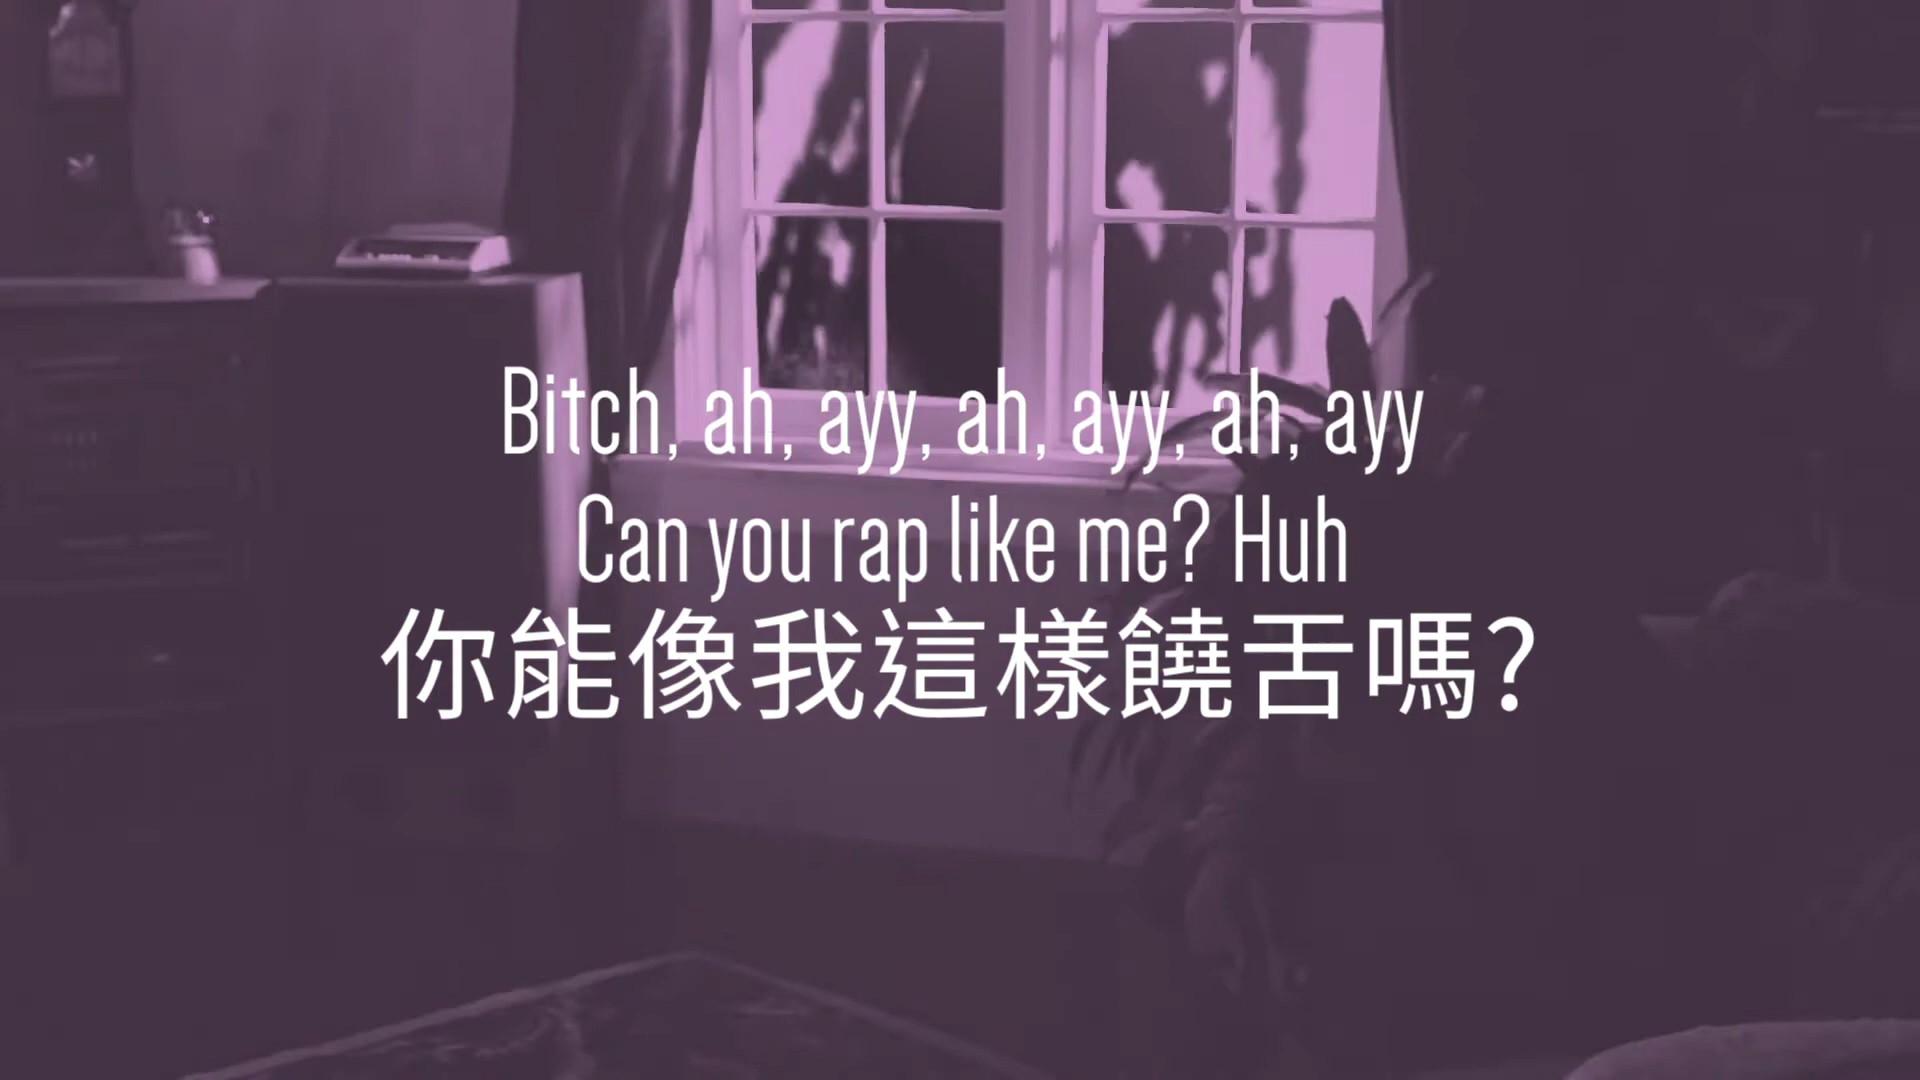 Bitch, ah, ayy, ah, ayy, ah, ayy
Can you rap like me? Huh
你能像我這樣饒舌嗎?